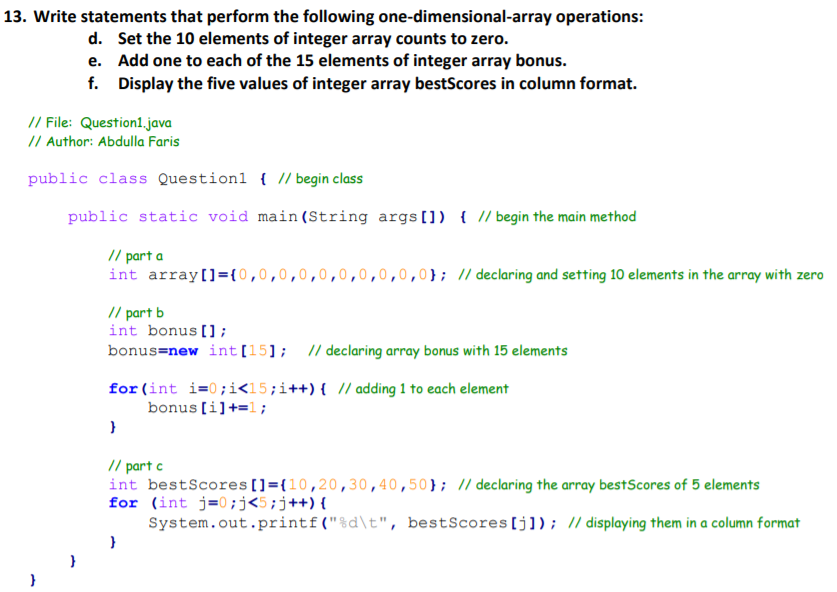 13. Write statements that perform the following one-dimensional-array operations:
d. Set the 10 elements of integer array counts to zero.
e. Add one to each of the 15 elements of integer array bonus.
f. Display the five values of integer array bestScores in column format.
// File: Question1.java
// Author: Abdulla Faris
public class Question1 { // begin class
public static void main(String args[]) { // begin the main method
// part a
int array[]={0,0,0,0,0,0,0,0,0,0}; // declaring and setting 10 elements in the array with zero
// part b
int bonus[];
bonus=new int[15]; // declaring array bonus with 15 elements
for(int i=0;i<15;i++){ // adding 1 to each element
bonus[i]+=1;
}
// part c
int bestScores[]={10,20,30,40,50}; // declaring the array bestScores of 5 elements
for (int j=0;j<5;j++){
System.out.printf("%d\t", bestScores[j]); // displaying them in a column format
}
}
}